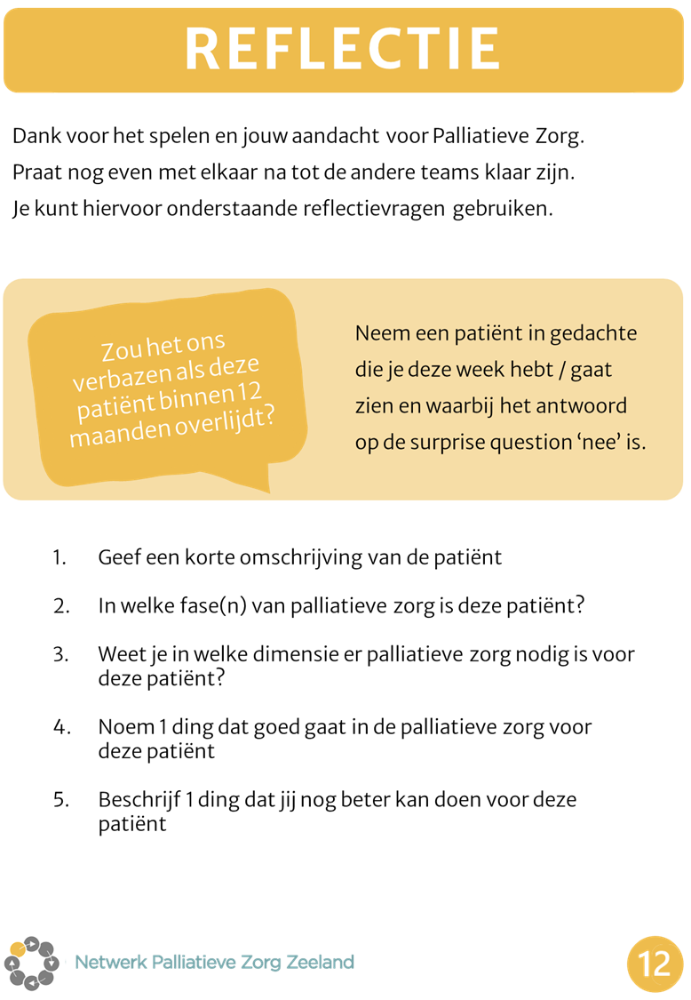 REFLECTIE
Dank voor het spelen en jouw aandacht voor Palliatieve Zorg.
Praat nog even met elkaar na tot de andere teams klaar zijn.
Je kunt hiervoor onderstaande reflectievragen gebruiken.
Zou het ons
verbazen als deze
patiënt binnen 12
maanden overlijdt?
Neem een patiënt in gedachte
die je deze week hebt / gaat
zien en waarbij het antwoord
op de surprise question ‘nee’ is.
1. Geef een korte omschrijving van de patiënt
2. In welke fase(n) van palliatieve zorg is deze patiënt?
3. Weet je in welke dimensie er palliatieve zorg nodig is voor
deze patiënt?
4. Noem 1 ding dat goed gaat in de palliatieve zorg voor
deze patiënt
5. Beschrijf 1 ding dat jij nog beter kan doen voor deze
patiënt
Netwerk Palliatieve Zorg Zeeland
12